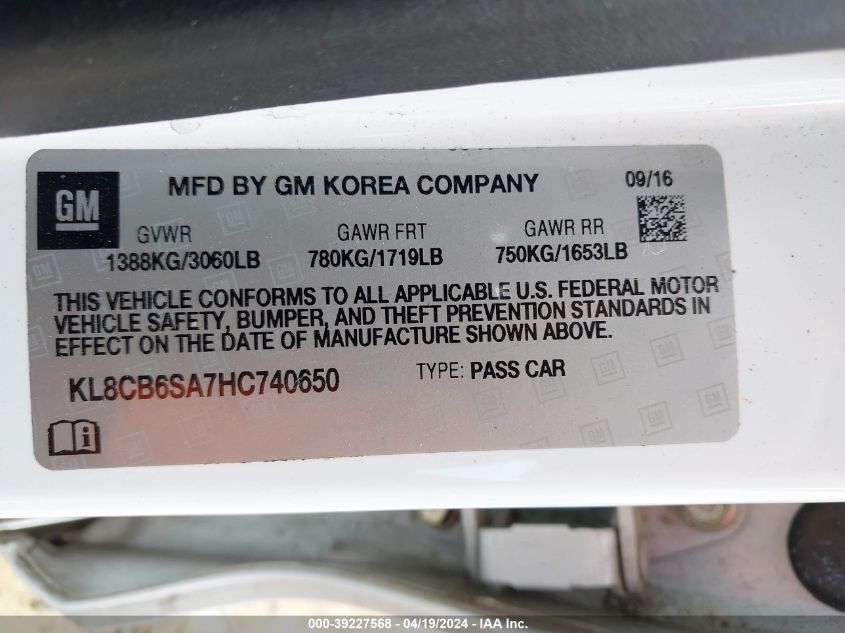 GM
MFD BY GM KOREA COMPANY
09/16
GVWR
GAWR FRT
GAWR RR
1388KG/3060LB
780KG/1719LB
750KG/1653LB
THIS VEHICLE CONFORMS TO ALL APPLICABLE U.S. FEDERAL MOTOR
VEHICLE SAFETY, BUMPER, AND THEFT PREVENTION STANDARDS IN
EFFECT ON THE DATE OF MANUFACTURE SHOWN ABOVE.
KL8CB6SA7HC740650
TYPE: PASS CAR
000-39227568 - 04/19/2024 - IAA Inc.